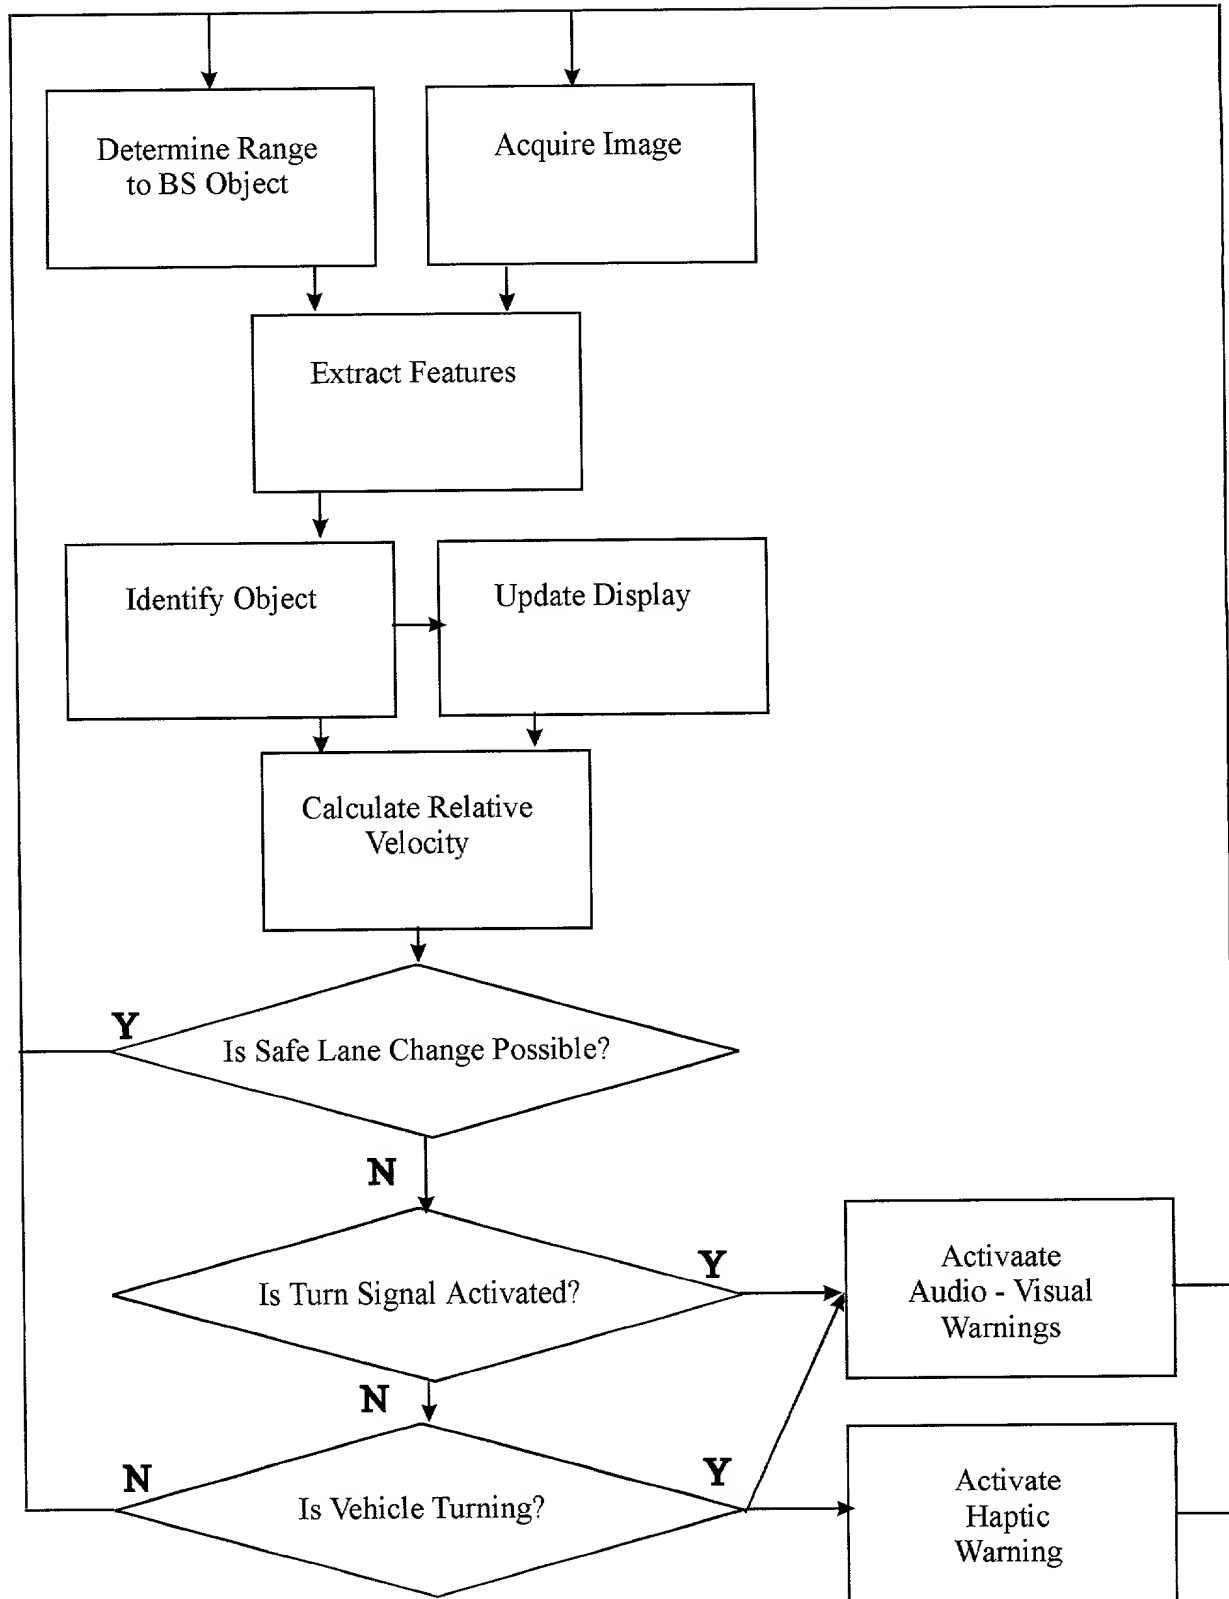 Determine Range
to BS Object
Acquire Image
Extract Features
Identify Object
Update Display
Calculate Relative
Velocity
Y
Is Safe Lane Change Possible?
N
Is Turn Signal Activated?
Y
Activaate
Audio - Visual
Warnings
N
N
Is Vehicle Turning?
Y
Activate
Haptic
Warning